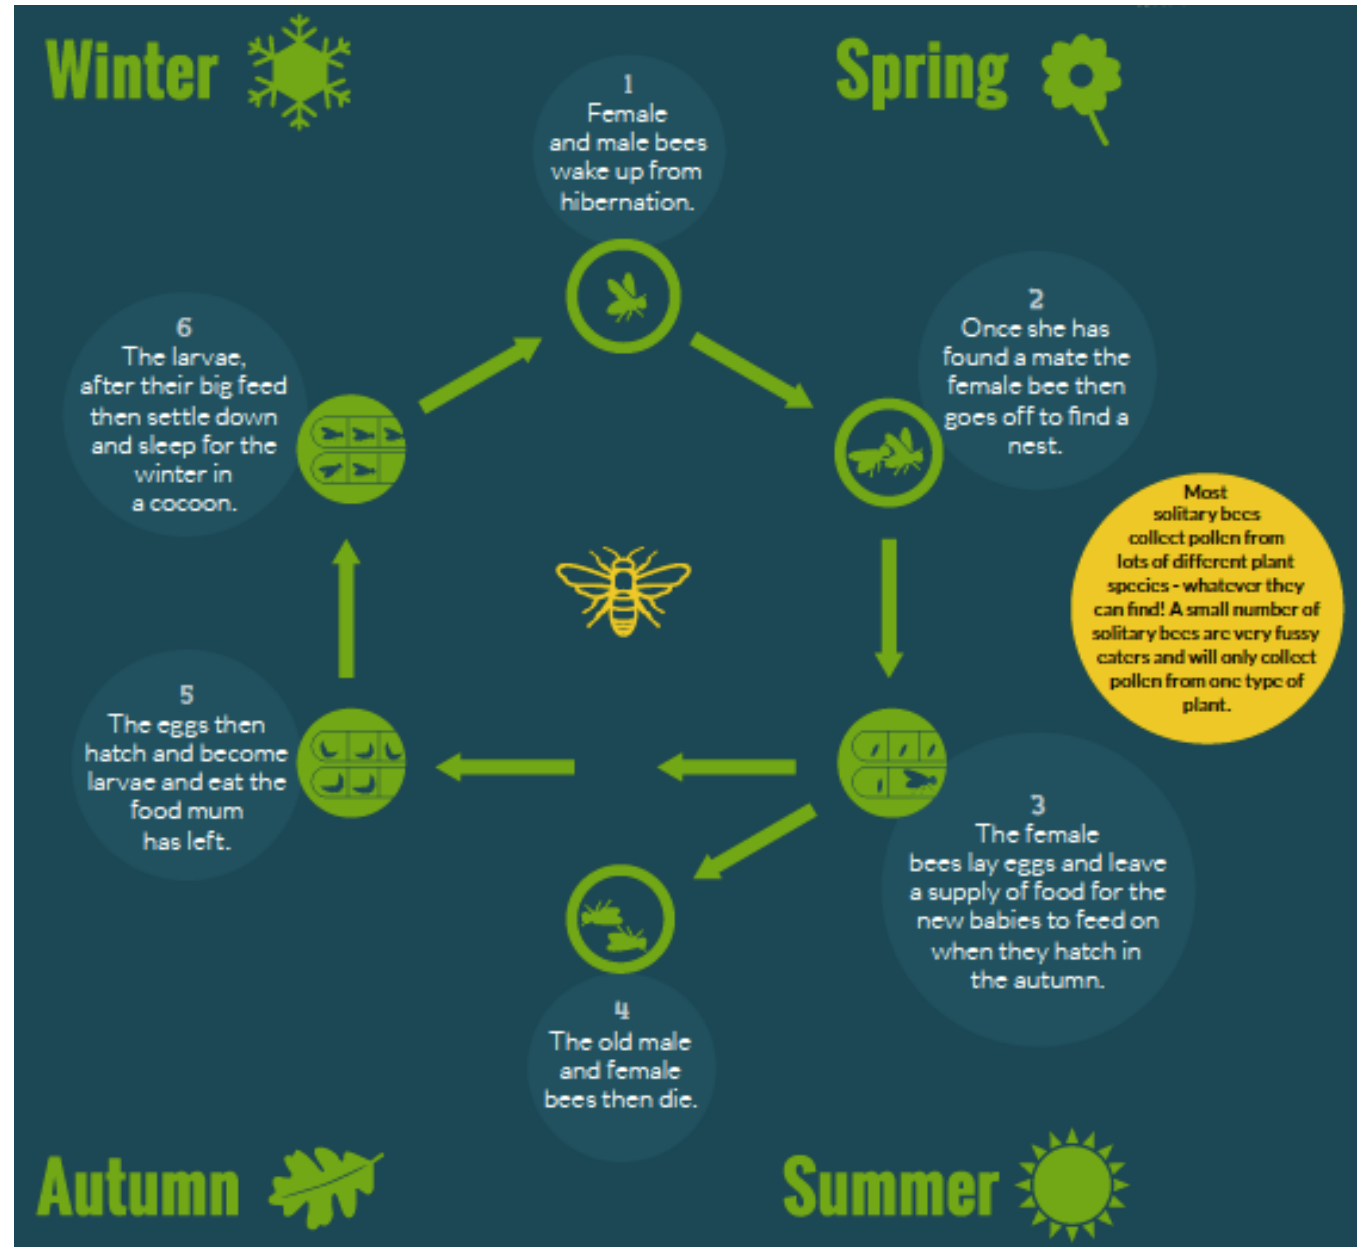 Winter
Spring
1
Female
and male bees
wake up from
hibernation.
2
Once she has
found a mate the
female bee then
goes off to find a
nest.
Most
solitary bees
collect pollen from
lots of different plant
species - whatever they
can find! A small number of
solitary bees are very fussy
eaters and will only collect
pollen from one type of
plant.
3
The female
bees lay eggs and leave
a supply of food for the
new babies to feed on
when they hatch in
the autumn.
4
The old male
and female
bees then die.
5
The eggs then
hatch and become
larvae and eat the
food mum
has left.
6
The larvae,
after their big feed
then settle down
and sleep for the
winter in
a cocoon.
Autumn
Summer